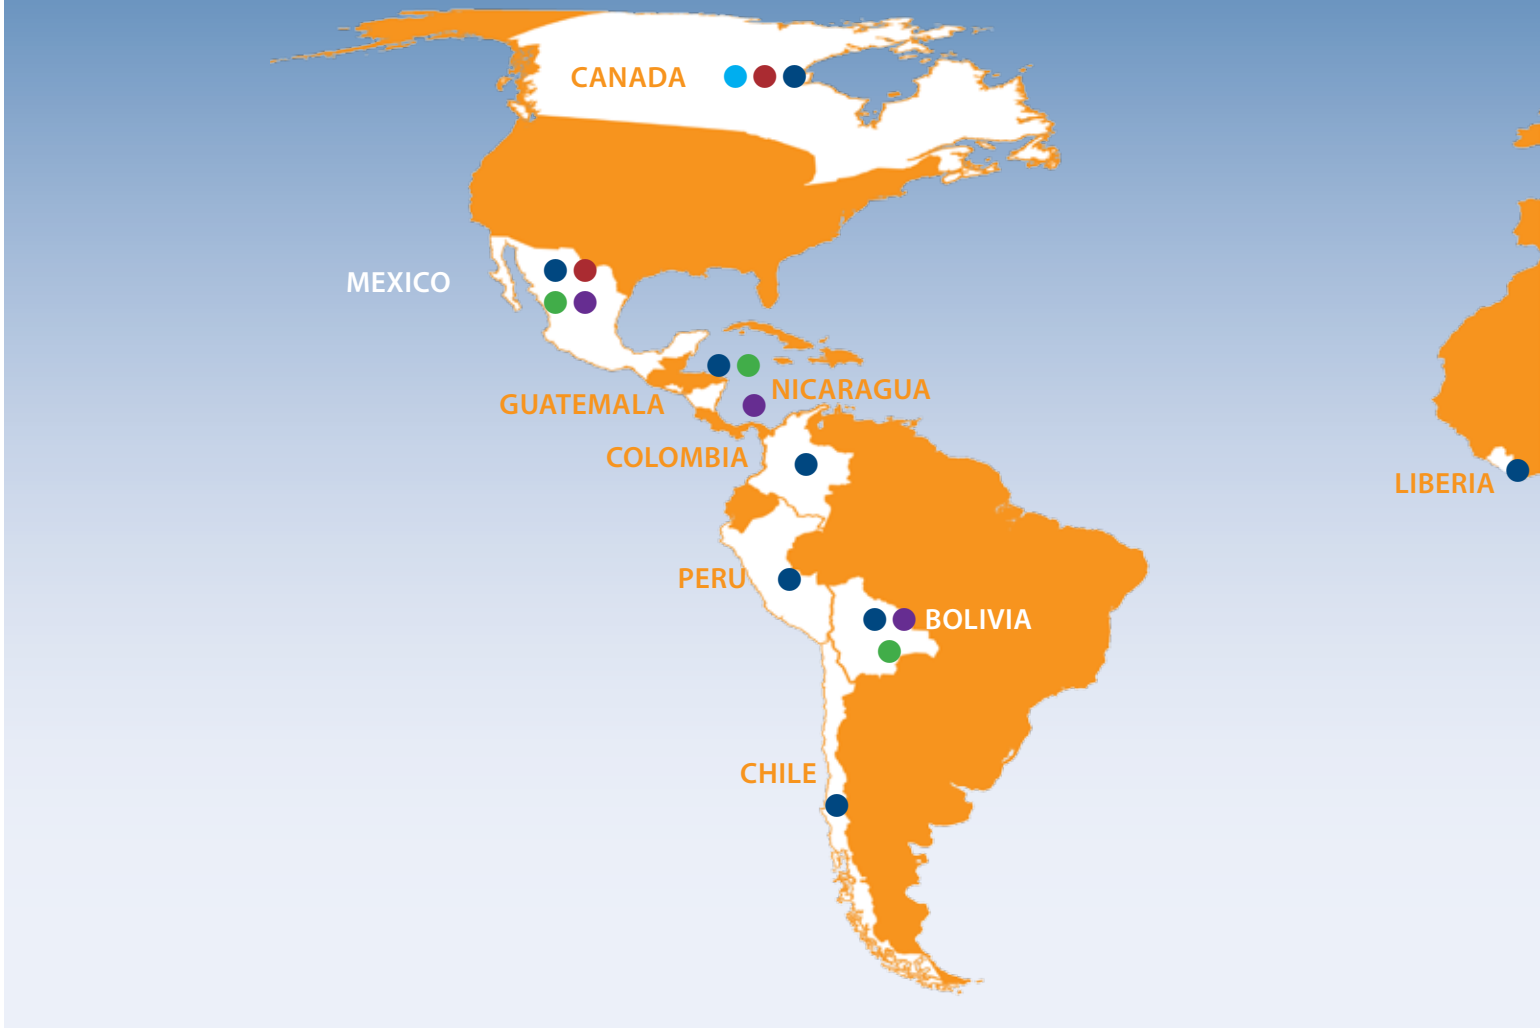 CANADA
MEXICO
NICARAGUA
GUATEMALA
COLOMBIA
LIBERIA
PERU
BOLIVIA
CHILE